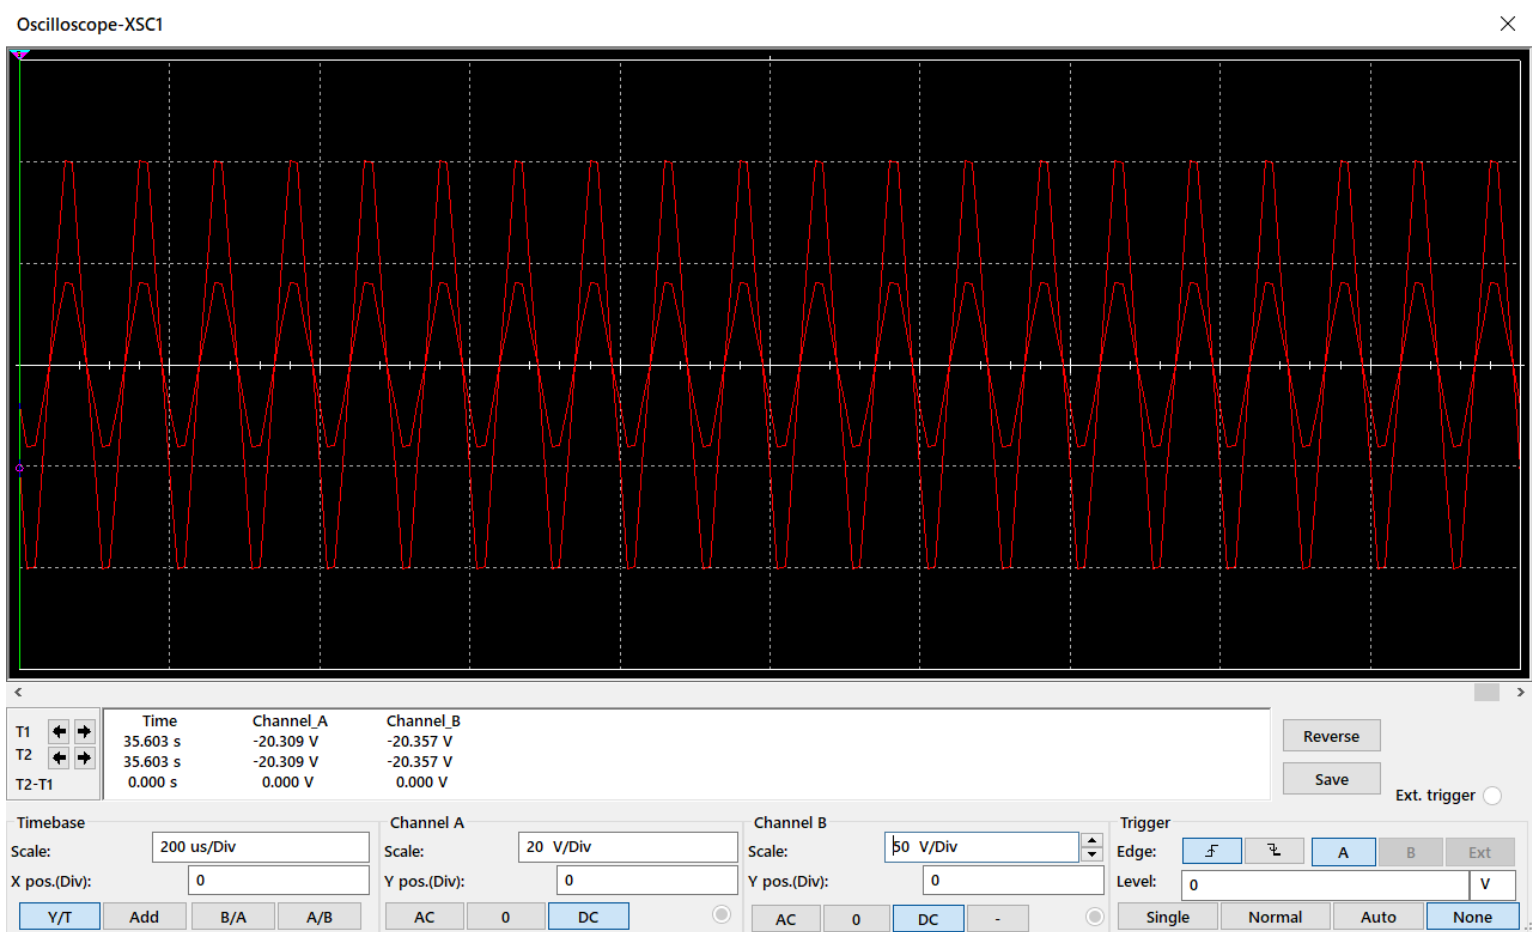 Oscilloscope-XSC1
Time Channel_A Channel_B
T1 35.603 s -20.309 V -20.357 V
T2 35.603 s -20.309 V -20.357 V
T2-T1 0.000 s 0.000 V 0.000 V
Reverse
Save
Ext. trigger
Timebase
Scale: 200 us/Div
X pos.(Div): 0
Y/T Add B/A A/B
Channel A
Scale: 20 V/Div
Y pos.(Div): 0
AC 0 DC
Channel B
Scale: 50 V/Div
Y pos.(Div): 0
AC 0 DC -
Trigger
Edge: A B Ext
Level: 0 V
Single Normal Auto None